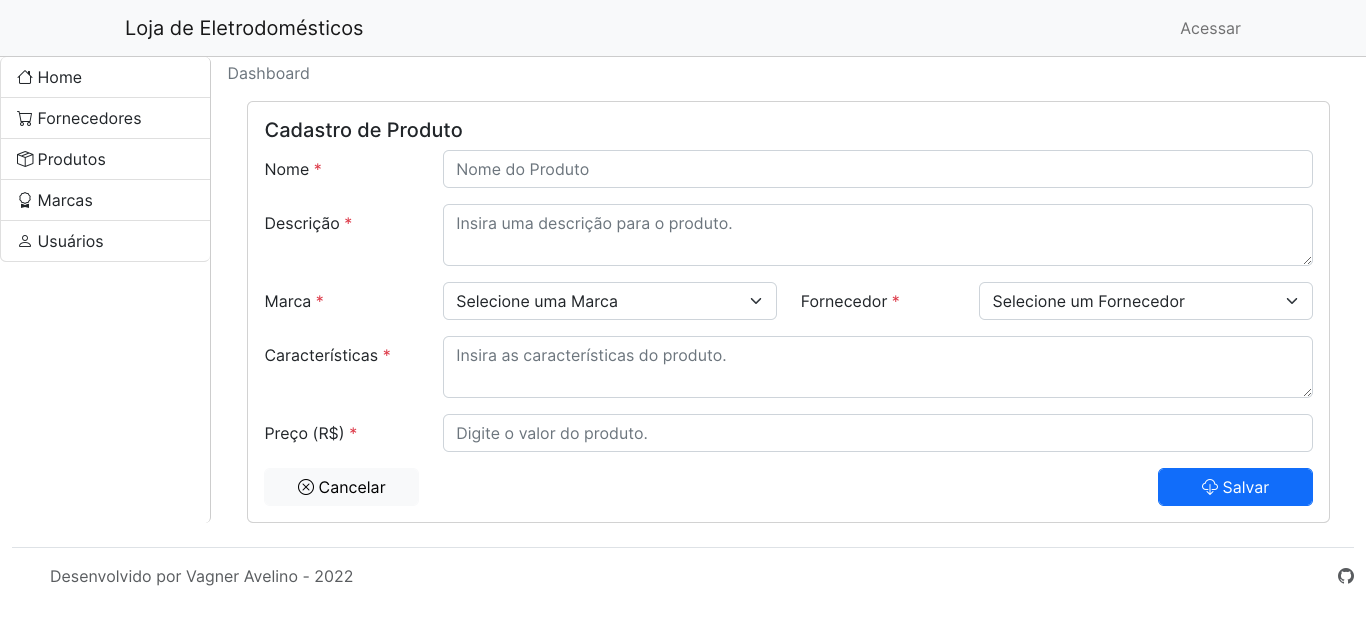 Loja de Eletrodomésticos Acessar
Home
Fornecedores
Produtos
Marcas
Usuários
Dashboard
Cadastro de Produto
Nome * Nome do Produto
Descrição * Insira uma descrição para o produto.
Marca * Selecione uma Marca Fornecedor * Selecione um Fornecedor
Características * Insira as características do produto.
Preço (R$) * Digite o valor do produto.
Cancelar Salvar
Desenvolvido por Vagner Avelino - 2022